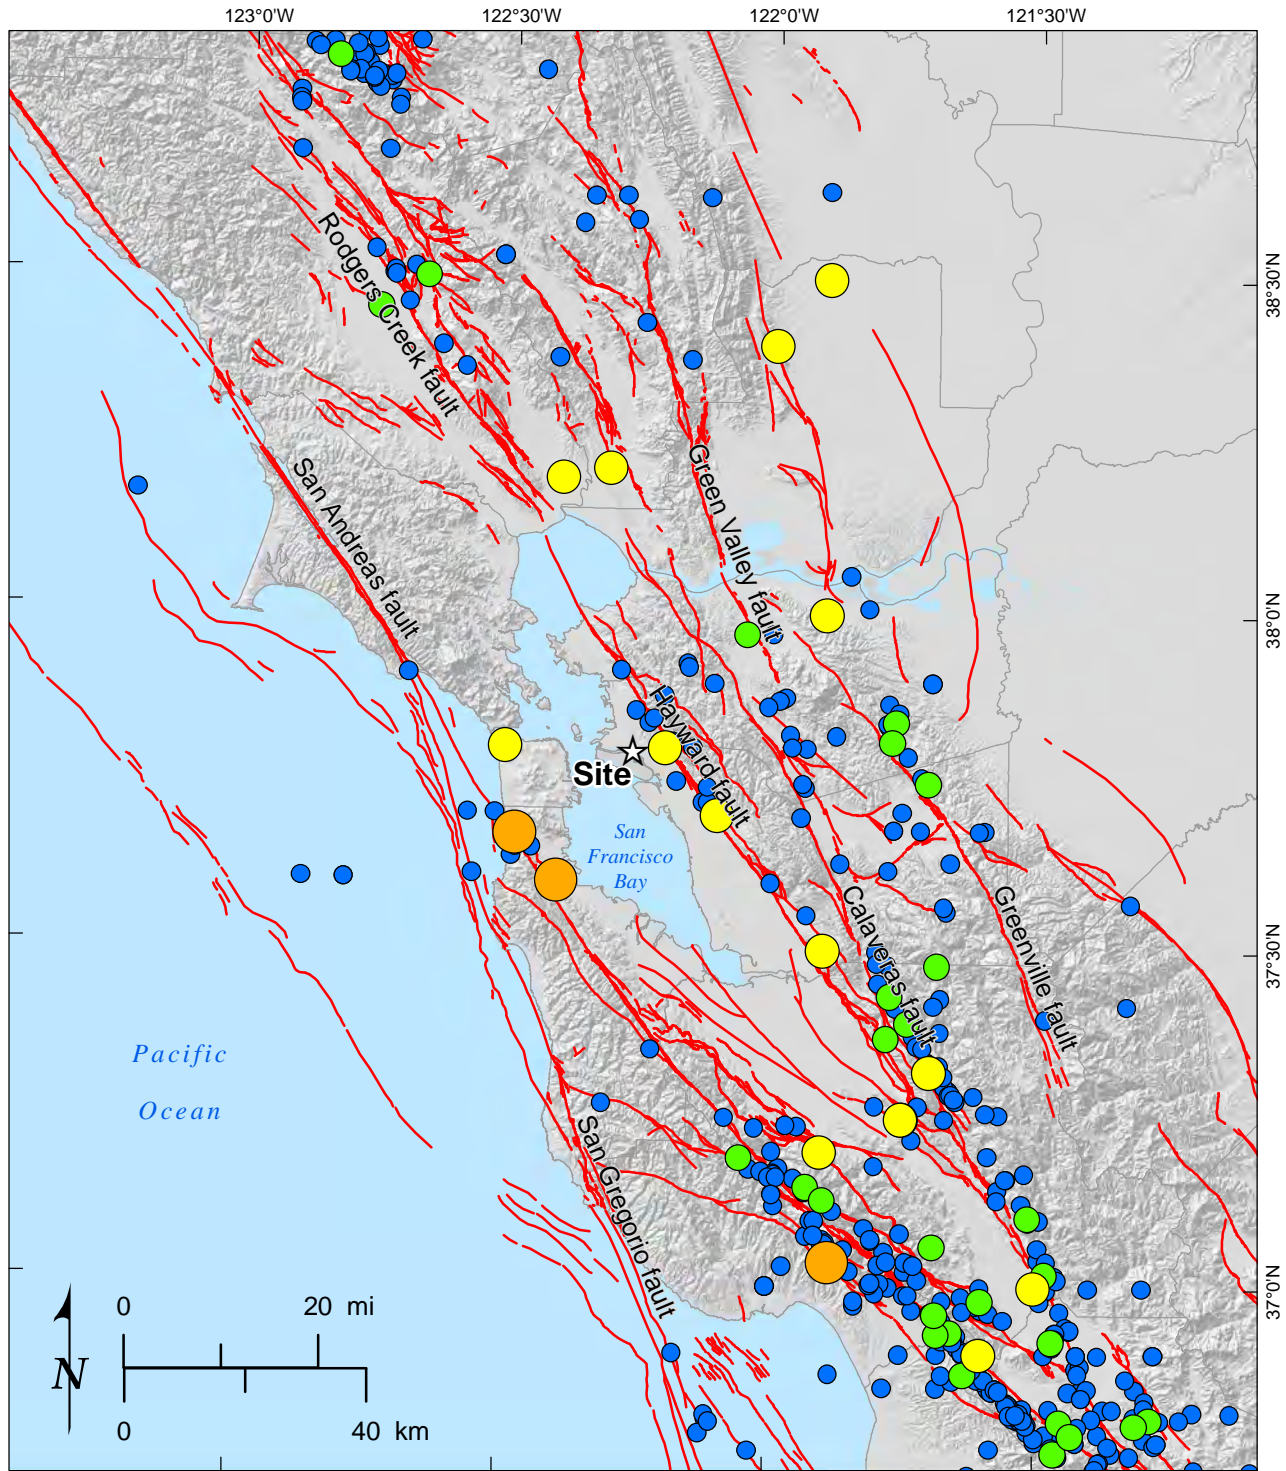 123°0'W
122°30'W
122°0'W
121°30'W
38°30'N
38°0'N
37°30'N
37°0'N
Rodgers Creek fault
San Andreas fault
Green Valley fault
Hayward fault
Site
San
Francisco
Bay
Calaveras fault
Greenville fault
Pacific
Ocean
San Gregorio fault
N
0 20 mi
0 40 km